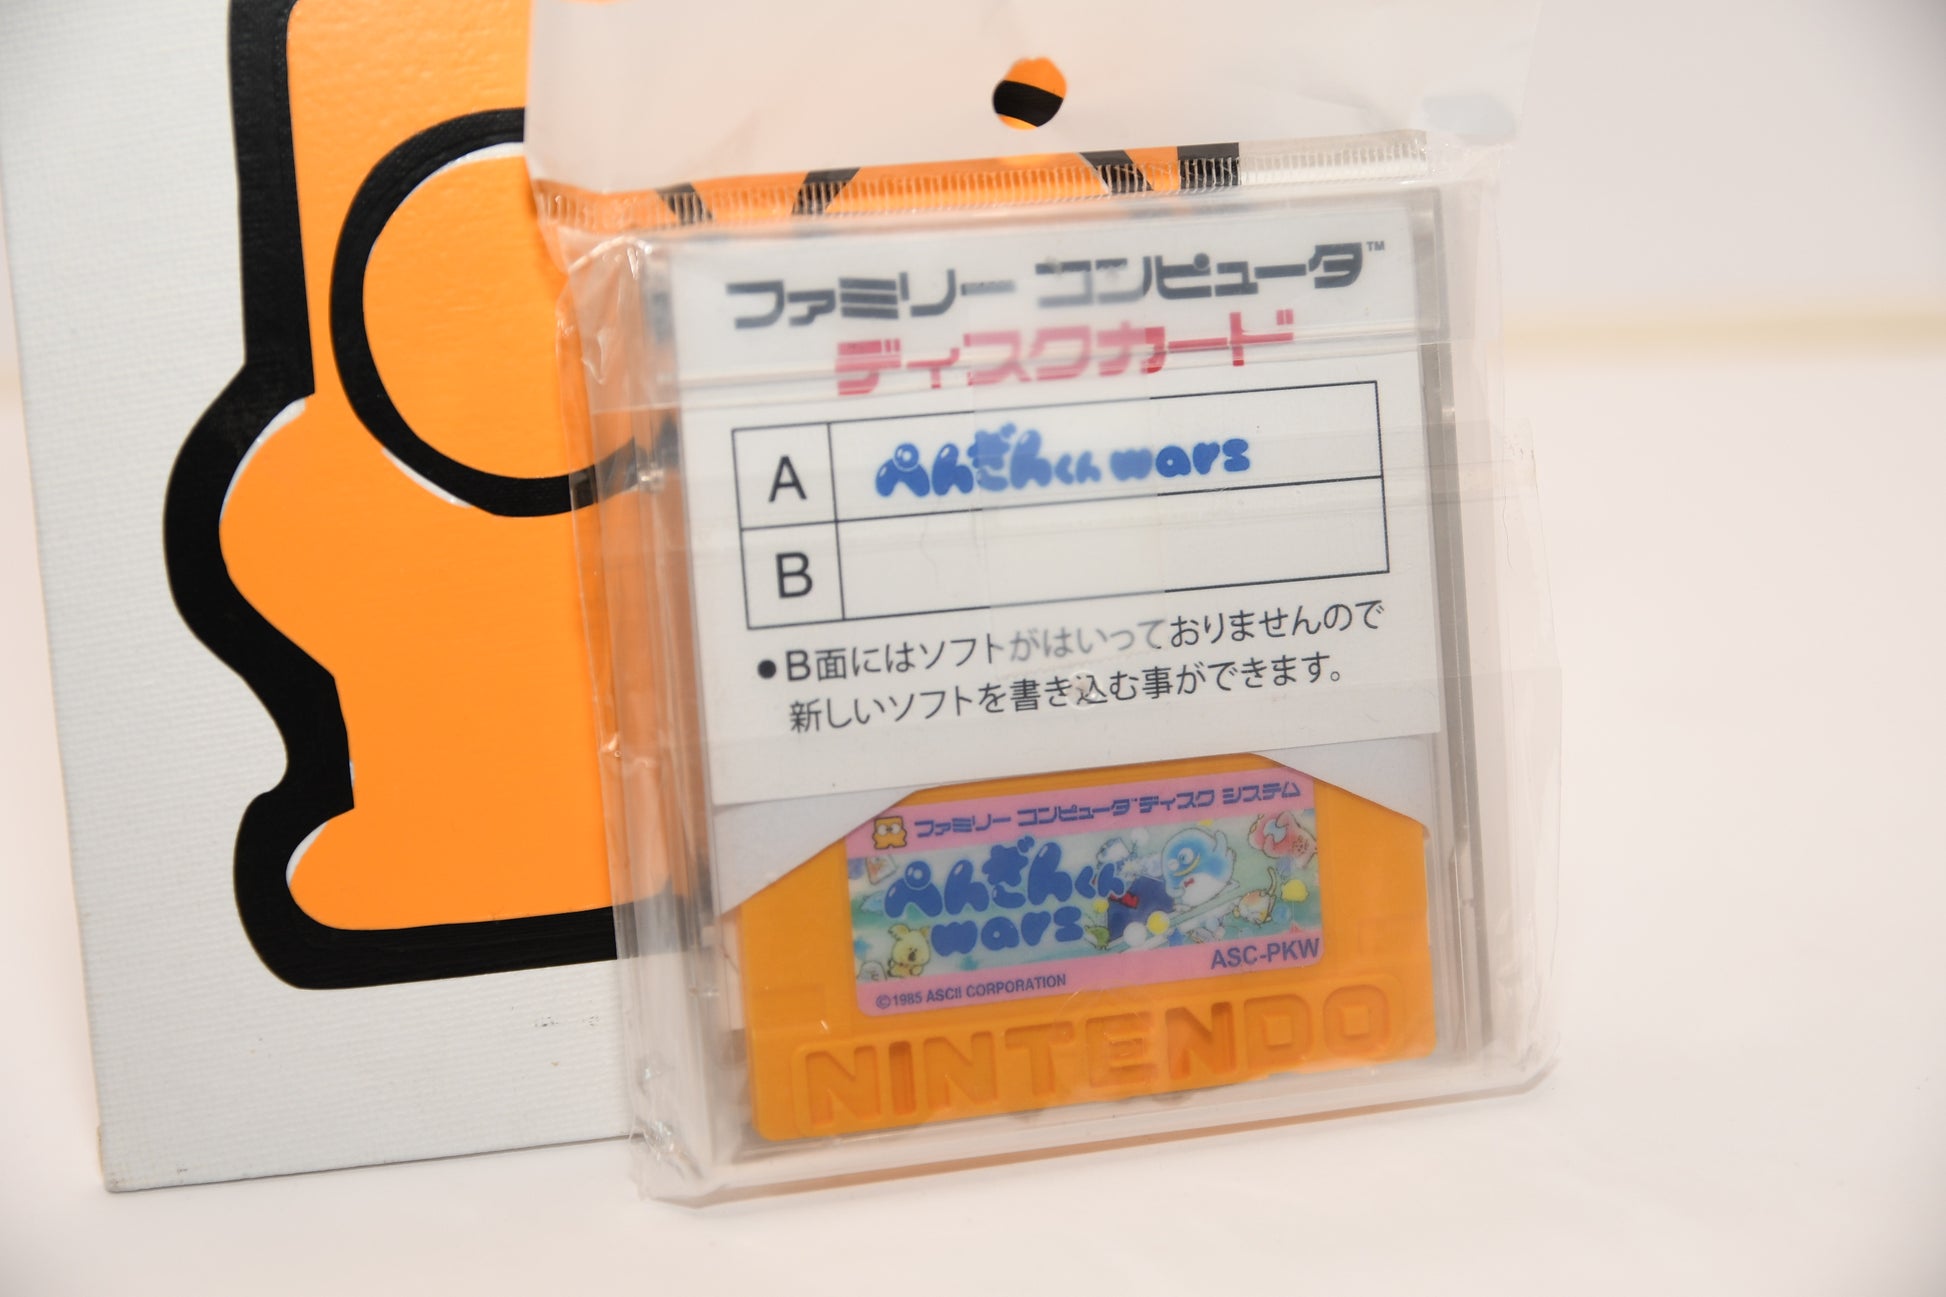 ファミリー コンピュータ™
ディスクカード
A ぺんぎんくん wars
B
●B面にはソフトがはいっておりませんので
新しいソフトを書き込む事ができます。
ファミリー コンピュータ™ ディスク システム
ぺんぎんくん
wars
ASC-PKW
©1985 ASCII CORPORATION
NINTENDO